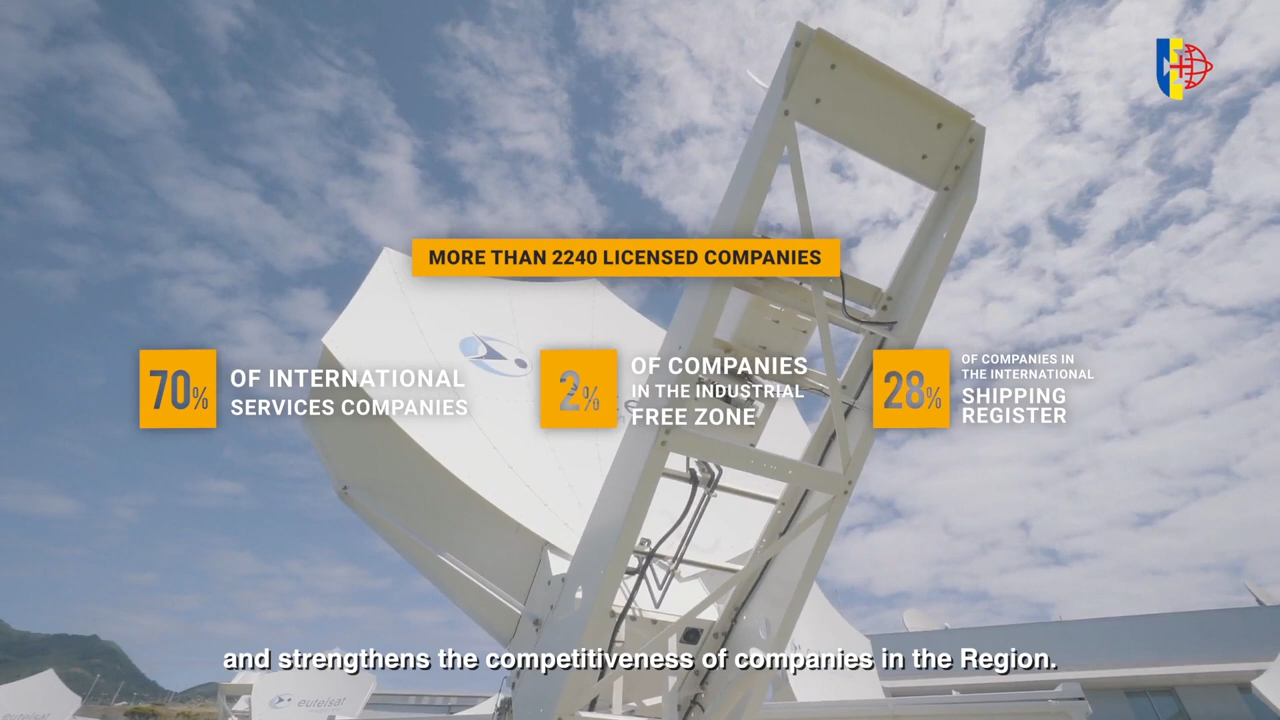 MORE THAN 2240 LICENSED COMPANIES
70%
OF INTERNATIONAL
SERVICES COMPANIES
2%
OF COMPANIES
IN THE INDUSTRIAL
FREE ZONE
28%
OF COMPANIES IN
THE INTERNATIONAL
SHIPPING
REGISTER
and strengthens the competitiveness of companies in the Region.
eutelsat